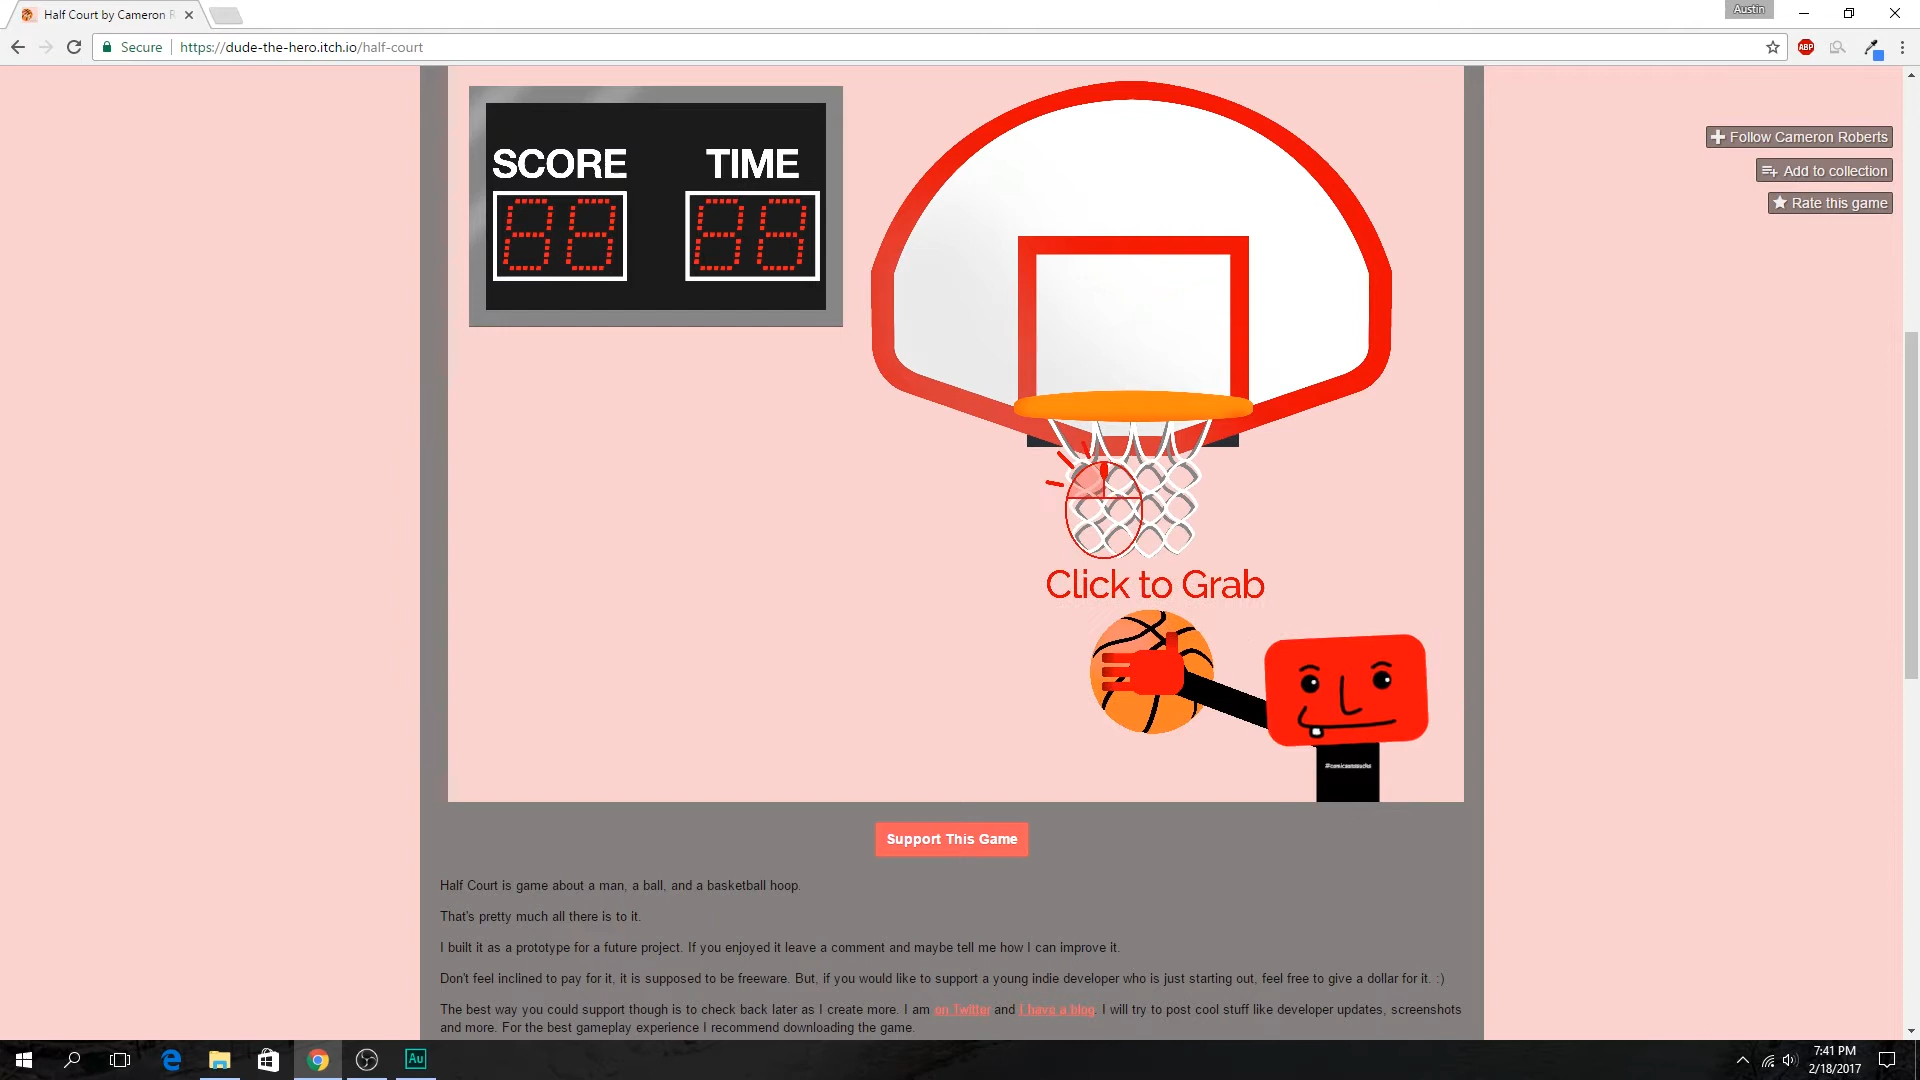 Half Court by Cameron R
Austin
Secure
https://dude-the-hero.itch.io/half-court
ABP
SCORE TIME
Follow Cameron Roberts
Add to collection
Rate this game
Click to Grab
Support This Game
Half Court is game about a man, a ball, and a basketball hoop.
That's pretty much all there is to it.
I built it as a prototype for a future project. If you enjoyed it leave a comment and maybe tell me how I can improve it.
Don't feel inclined to pay for it, it is supposed to be freeware. But, if you would like to support a young indie developer who is just starting out, feel free to give a dollar for it. :)
The best way you could support though is to check back later as I create more. I am on Twitter and I have a blog. I will try to post cool stuff like developer updates, screenshots
and more. For the best gameplay experience I recommend downloading the game.
Au
7:41 PM
2/18/2017